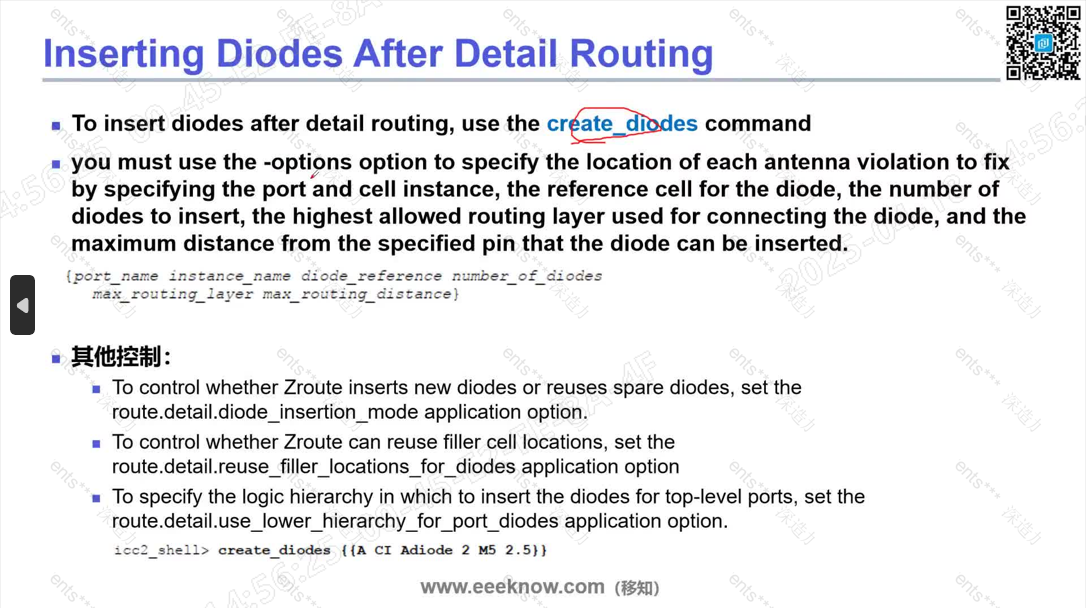 Inserting Diodes After Detail Routing
To insert diodes after detail routing, use the create_diodes command
you must use the -options option to specify the location of each antenna violation to fix
by specifying the port and cell instance, the reference cell for the diode, the number of
diodes to insert, the highest allowed routing layer used for connecting the diode, and the
maximum distance from the specified pin that the diode can be inserted.
{port_name instance_name diode_reference number_of_diodes
max_routing_layer max_routing_distance}
其他控制：
To control whether Zroute inserts new diodes or reuses spare diodes, set the
route.detail.diode_insertion_mode application option.
To control whether Zroute can reuse filler cell locations, set the
route.detail.reuse_filler_locations_for_diodes application option
To specify the logic hierarchy in which to insert the diodes for top-level ports, set the
route.detail.use_lower_hierarchy_for_port_diodes application option.
icc2_shell> create_diodes {{A CI Adiode 2 M5 2.5}}
www.eeeknow.com（移知）